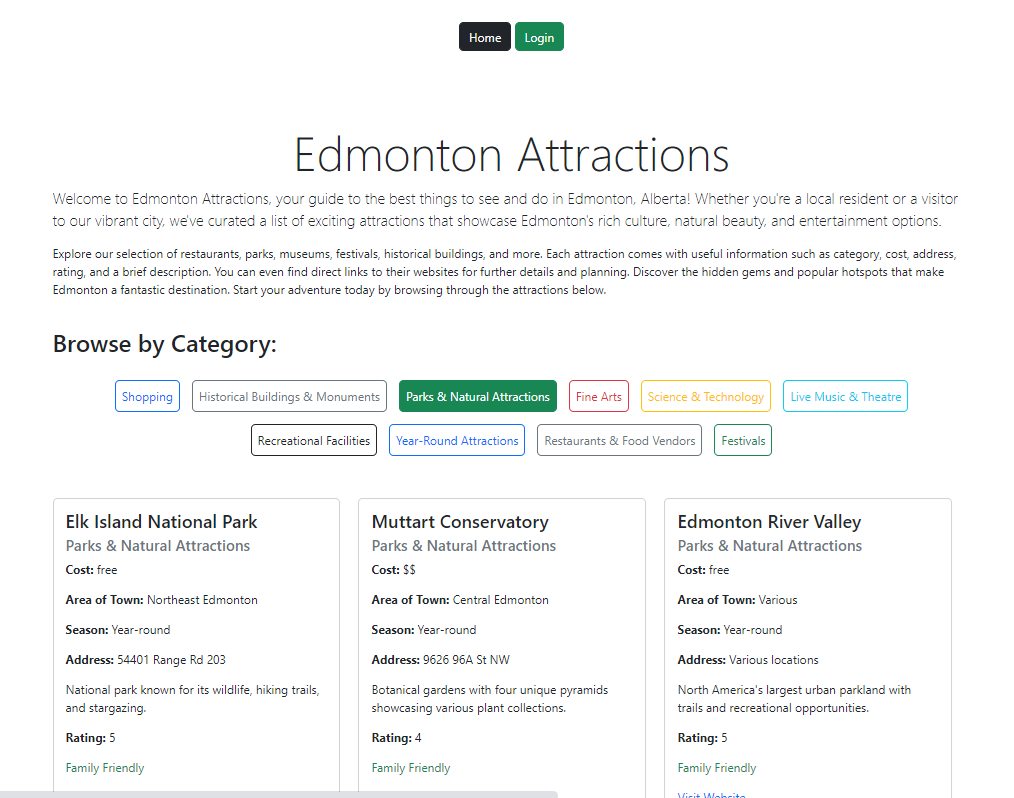 Home Login
Edmonton Attractions
Welcome to Edmonton Attractions, your guide to the best things to see and do in Edmonton, Alberta! Whether you're a local resident or a visitor
to our vibrant city, we've curated a list of exciting attractions that showcase Edmonton's rich culture, natural beauty, and entertainment options.
Explore our selection of restaurants, parks, museums, festivals, historical buildings, and more. Each attraction comes with useful information such as category, cost, address,
rating, and a brief description. You can even find direct links to their websites for further details and planning. Discover the hidden gems and popular hotspots that make
Edmonton a fantastic destination. Start your adventure today by browsing through the attractions below.
Browse by Category:
Shopping Historical Buildings & Monuments Parks & Natural Attractions Fine Arts Science & Technology Live Music & Theatre
Recreational Facilities Year-Round Attractions Restaurants & Food Vendors Festivals
Elk Island National Park
Parks & Natural Attractions
Cost: free
Area of Town: Northeast Edmonton
Season: Year-round
Address: 54401 Range Rd 203
National park known for its wildlife, hiking trails,
and stargazing.
Rating: 5
Family Friendly
Muttart Conservatory
Parks & Natural Attractions
Cost: $$
Area of Town: Central Edmonton
Season: Year-round
Address: 9626 96A St NW
Botanical gardens with four unique pyramids
showcasing various plant collections.
Rating: 4
Family Friendly
Edmonton River Valley
Parks & Natural Attractions
Cost: free
Area of Town: Various
Season: Year-round
Address: Various locations
North America's largest urban parkland with
trails and recreational opportunities.
Rating: 5
Family Friendly
Visit Website